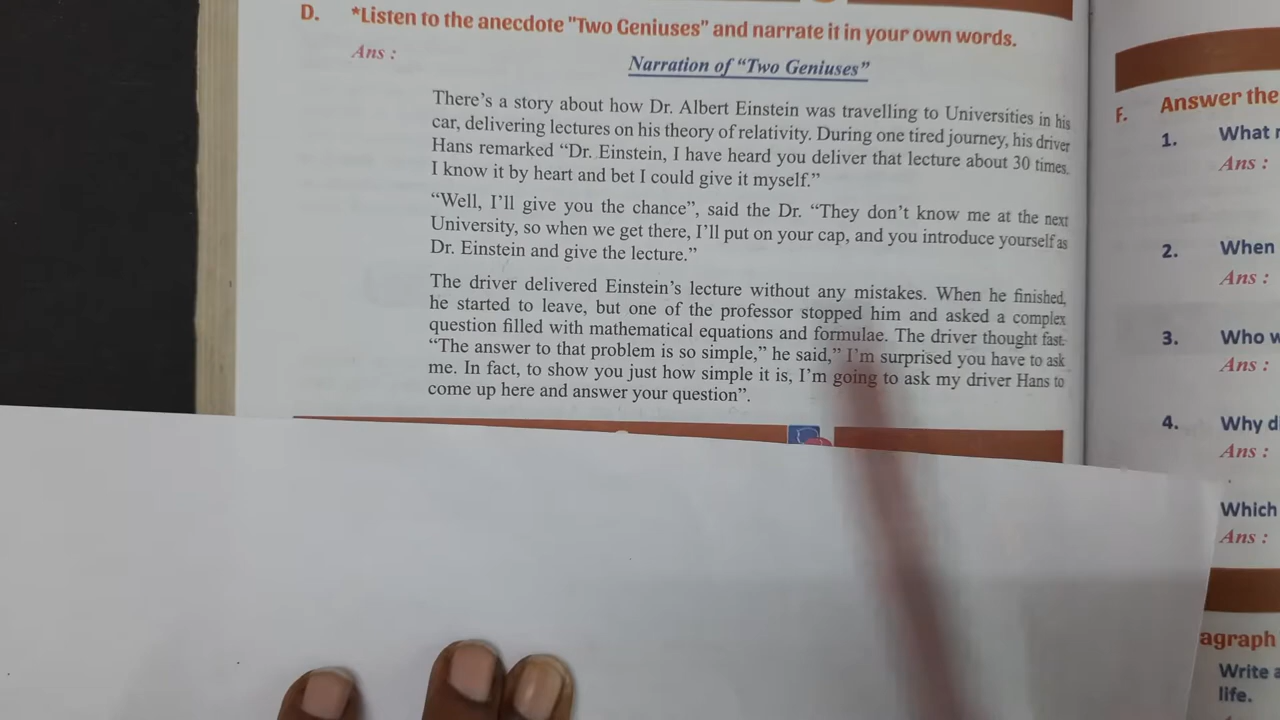 D. *Listen to the anecdote "Two Geniuses" and narrate it in your own words.
Ans :
Narration of “Two Geniuses”
There’s a story about how Dr. Albert Einstein was travelling to Universities in his
car, delivering lectures on his theory of relativity. During one tired journey, his driver
Hans remarked “Dr. Einstein, I have heard you deliver that lecture about 30 times.
I know it by heart and bet I could give it myself.”
“Well, I’ll give you the chance”, said the Dr. “They don’t know me at the next
University, so when we get there, I’ll put on your cap, and you introduce yourself as
Dr. Einstein and give the lecture.”
The driver delivered Einstein’s lecture without any mistakes. When he finished,
he started to leave, but one of the professor stopped him and asked a complex
question filled with mathematical equations and formulae. The driver thought fast.
“The answer to that problem is so simple,” he said,” I’m surprised you have to ask
me. In fact, to show you just how simple it is, I’m going to ask my driver Hans to
come up here and answer your question”.
F. Answer the
1. What
Ans :
2. When
Ans :
3. Who
Ans :
4. Why
Ans :
Which
Ans :
agraph
Write a
life.